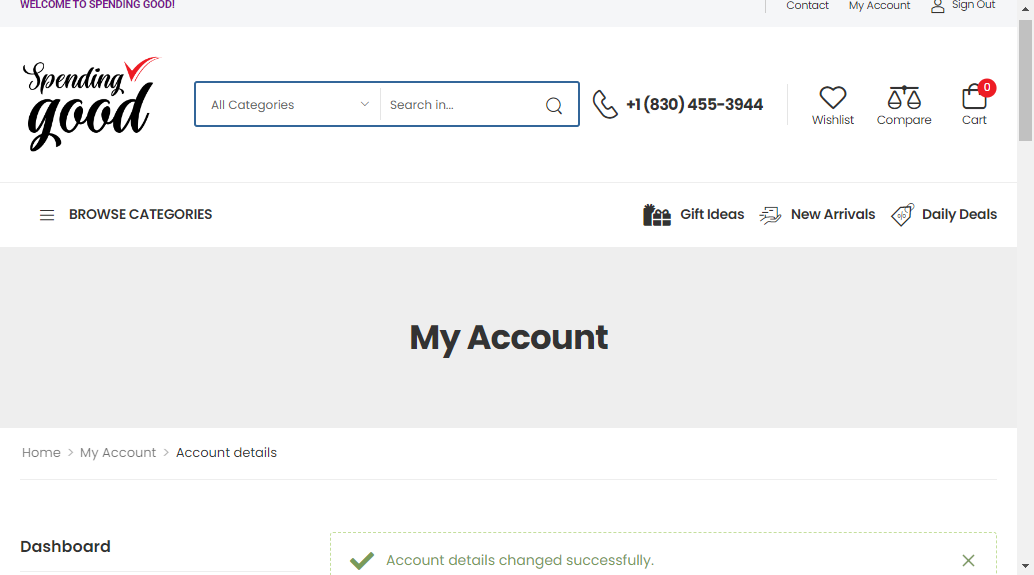 WELCOME TO SPENDING GOOD!
Contact My Account Sign Out
Spending
good
All Categories Search in...
+1 (830) 455-3944
0
Wishlist Compare Cart
BROWSE CATEGORIES
Gift Ideas % New Arrivals Daily Deals
My Account
Home > My Account > Account details
Dashboard
Account details changed successfully.